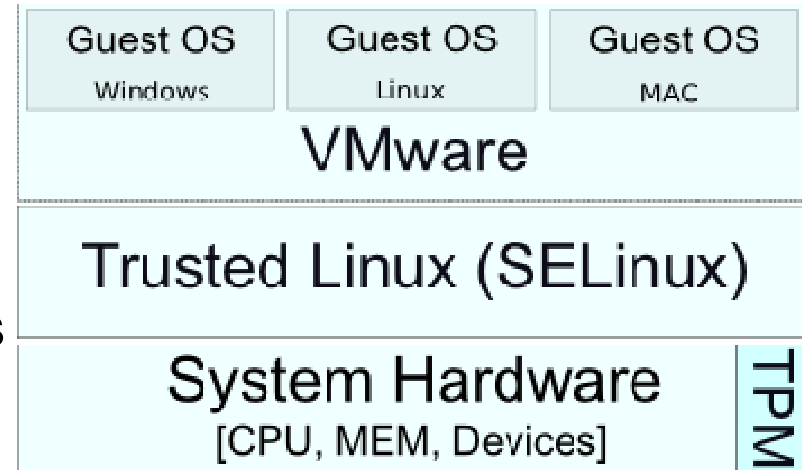 Guest OS Guest OS Guest OS
Windows Linux MAC
VMware
Trusted Linux (SELinux)
s
System Hardware
[CPU, MEM, Devices]
TPM